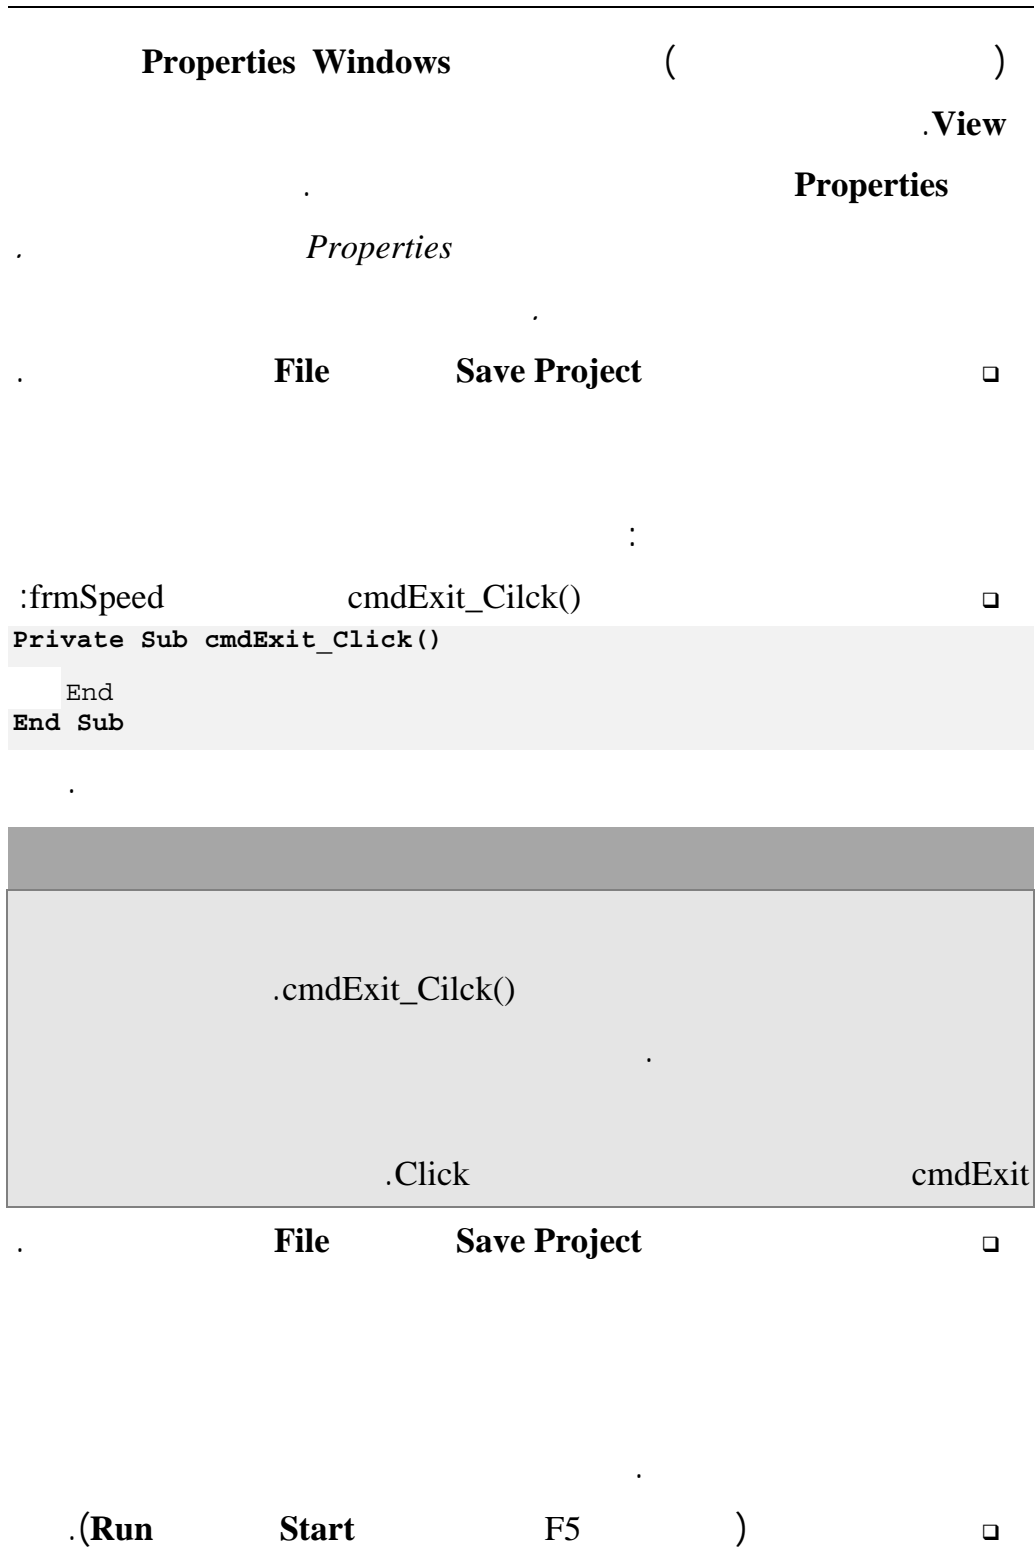 ( ) Properties Windows
View.
Properties .
Properties .
.
❑ Save Project File .
:
❑ cmdExit_Cilck() frmSpeed:
Private Sub cmdExit_Click()
End
End Sub
.
cmdExit_Cilck().
.
cmdExit Click.
❑ Save Project File .
.
❑ (F5 Start Run).